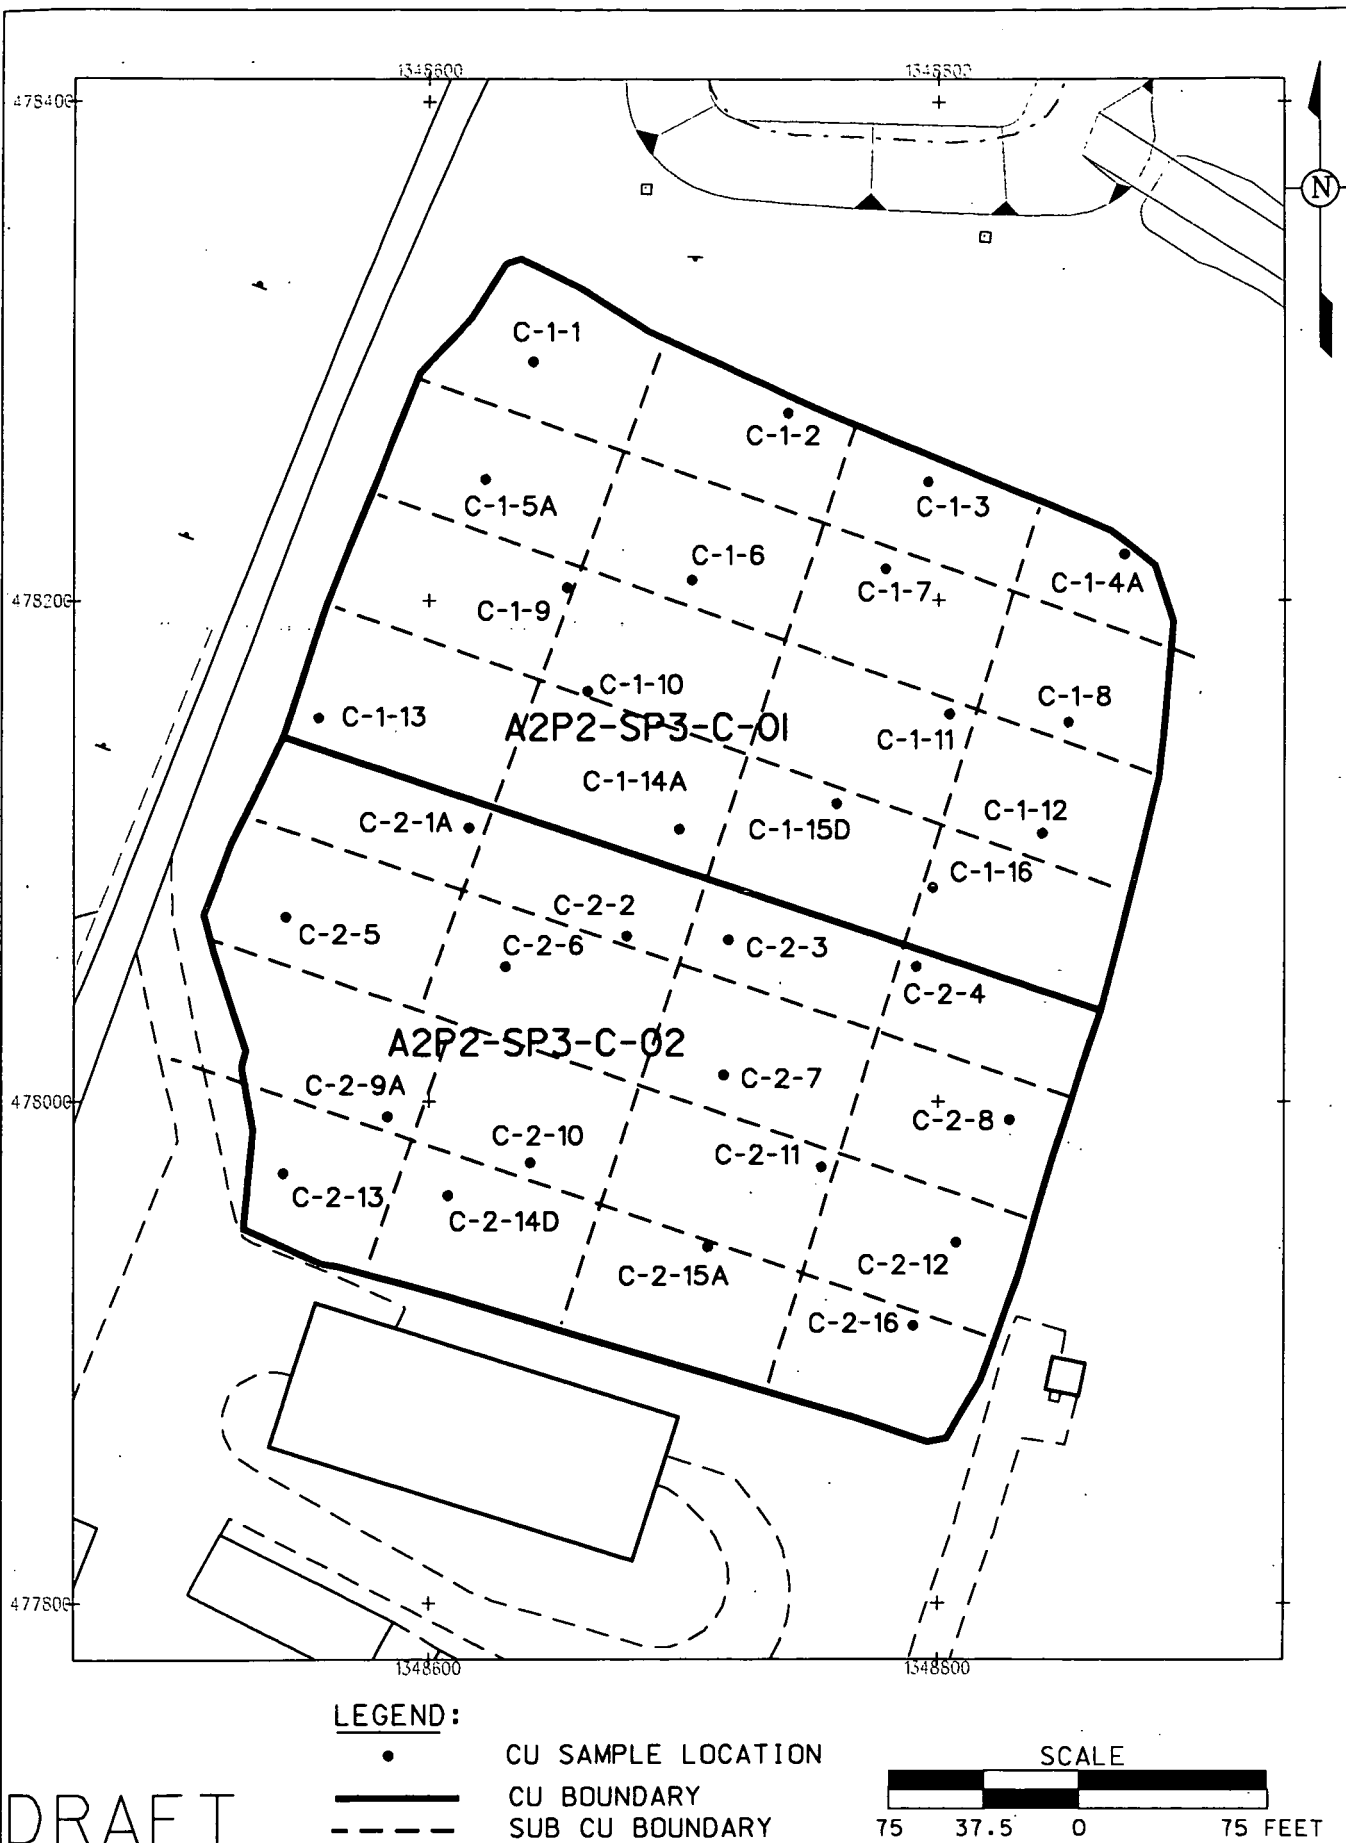 1348600 1348800
478400
N
C-1-1
C-1-2
C-1-3
C-1-5A
C-1-6
C-1-7
C-1-4A
478200
C-1-9
C-1-10
C-1-8
C-1-13
A2P2-SP3-C-01
C-1-11
C-1-14A
C-1-12
C-2-1A
C-1-15D
C-1-16
C-2-2
C-2-5
C-2-6
C-2-3
C-2-4
A2P2-SP3-C-02
C-2-7
C-2-9A
478000
C-2-8
C-2-10
C-2-11
C-2-13
C-2-14D
C-2-12
C-2-15A
C-2-16
477800
1348600 1348800
LEGEND:
CU SAMPLE LOCATION
CU BOUNDARY
SUB CU BOUNDARY
SCALE
75 37.5 0 75 FEET
DRAFT